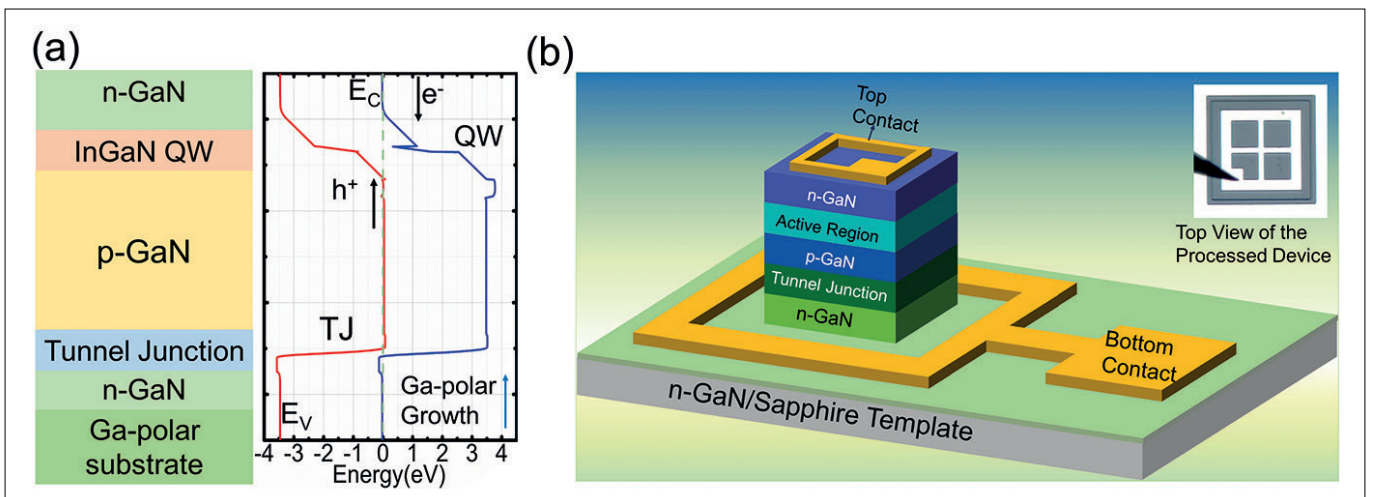 (a)
n-GaN
InGaN QW
p-GaN
Tunnel Junction
n-GaN
Ga-polar
substrate
E_C
e⁻
QW
h⁺
TJ
Ga-polar
Growth
E_V
-4 -3 -2 -1 0 1 2 3 4
Energy(eV)
(b)
Top
Contact
n-GaN
Active Region
p-GaN
Tunnel Junction
n-GaN
Bottom
Contact
n-GaN/Sapphire Template
Top View of the
Processed Device